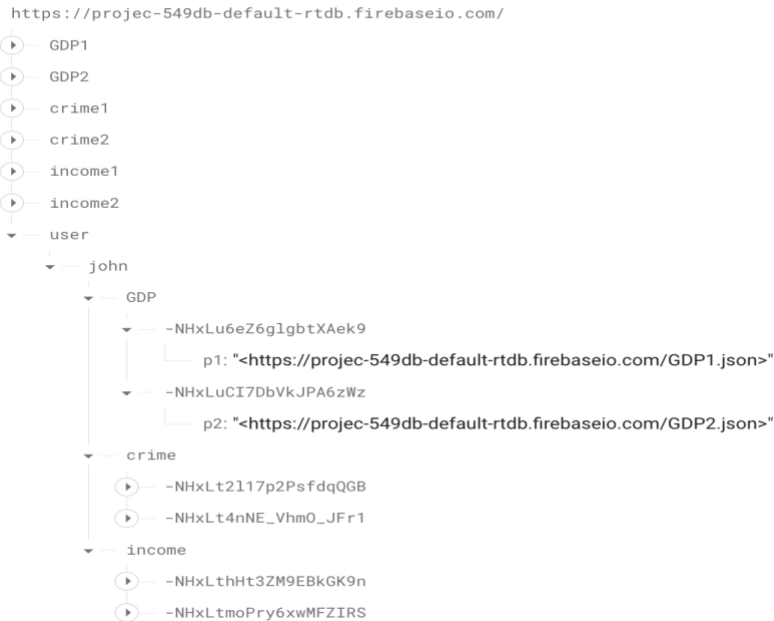 https://projec-549db-default-rtdb.firebaseio.com/
GDP1
GDP2
crime1
crime2
income1
income2
user
john
GDP
-NHxLu6eZ6glgbtXAek9
p1: "<https://projec-549db-default-rtdb.firebaseio.com/GDP1.json>"
-NHxLuCI7DbVkJPA6zWz
p2: "<https://projec-549db-default-rtdb.firebaseio.com/GDP2.json>"
crime
-NHxLt2l17p2PsfdqQGB
-NHxLt4nNE_VhmO_JFr1
income
-NHxLthHt3ZM9EBkGK9n
-NHxLtmoPry6xwMFZIRS